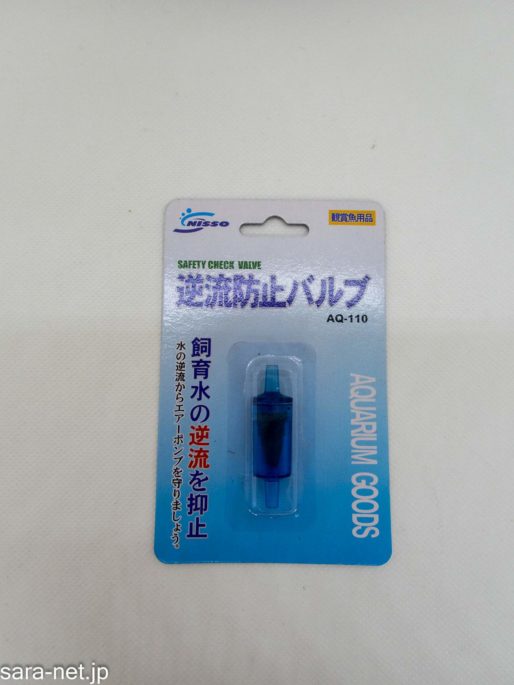 NISSO
観賞魚用品
SAFETY CHECK VALVE
逆流防止バルブ
AQ-110
飼育水の逆流を抑止
水の逆流からエアーポンプを守りましょう。
AQUARIUM GOODS
sara-net.jp